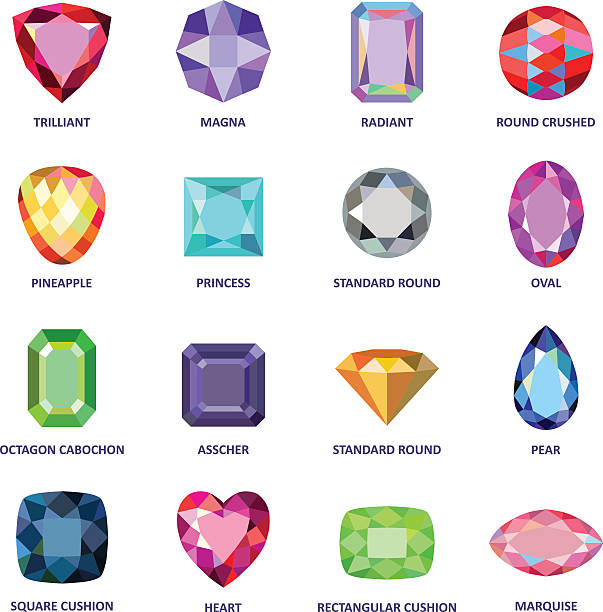 TRILLIANT MAGNA RADIANT ROUND CRUSHED
PINEAPPLE PRINCESS STANDARD ROUND OVAL
OCTAGON CABOCHON ASSCHER STANDARD ROUND PEAR
SQUARE CUSHION HEART RECTANGULAR CUSHION MARQUISE